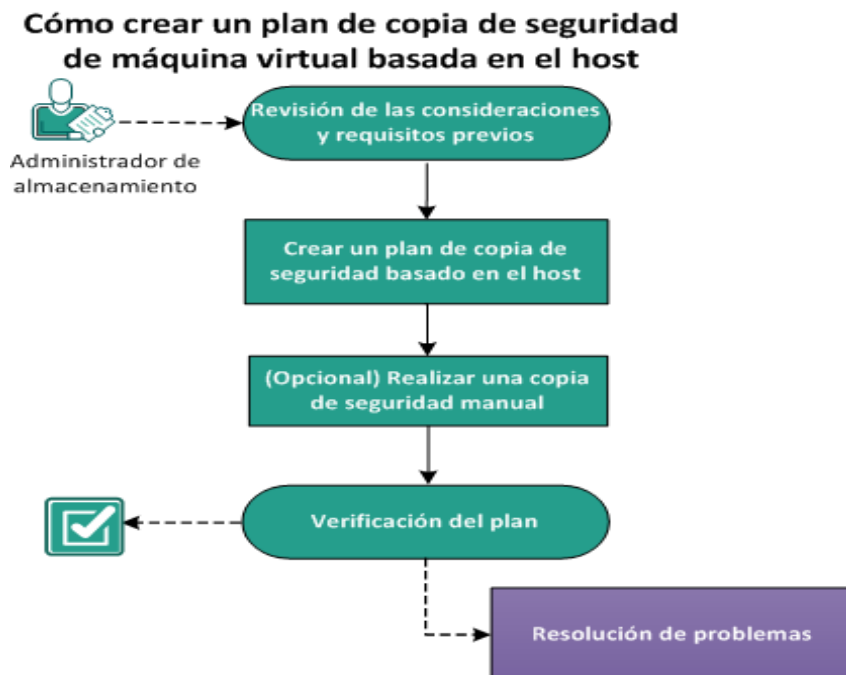 Cómo crear un plan de copia de seguridad
de máquina virtual basada en el host
Revisión de las consideraciones
y requisitos previos
Administrador de
almacenamiento
Crear un plan de copia de
seguridad basado en el host
(Opcional) Realizar una copia
de seguridad manual
Verificación del plan
Resolución de problemas